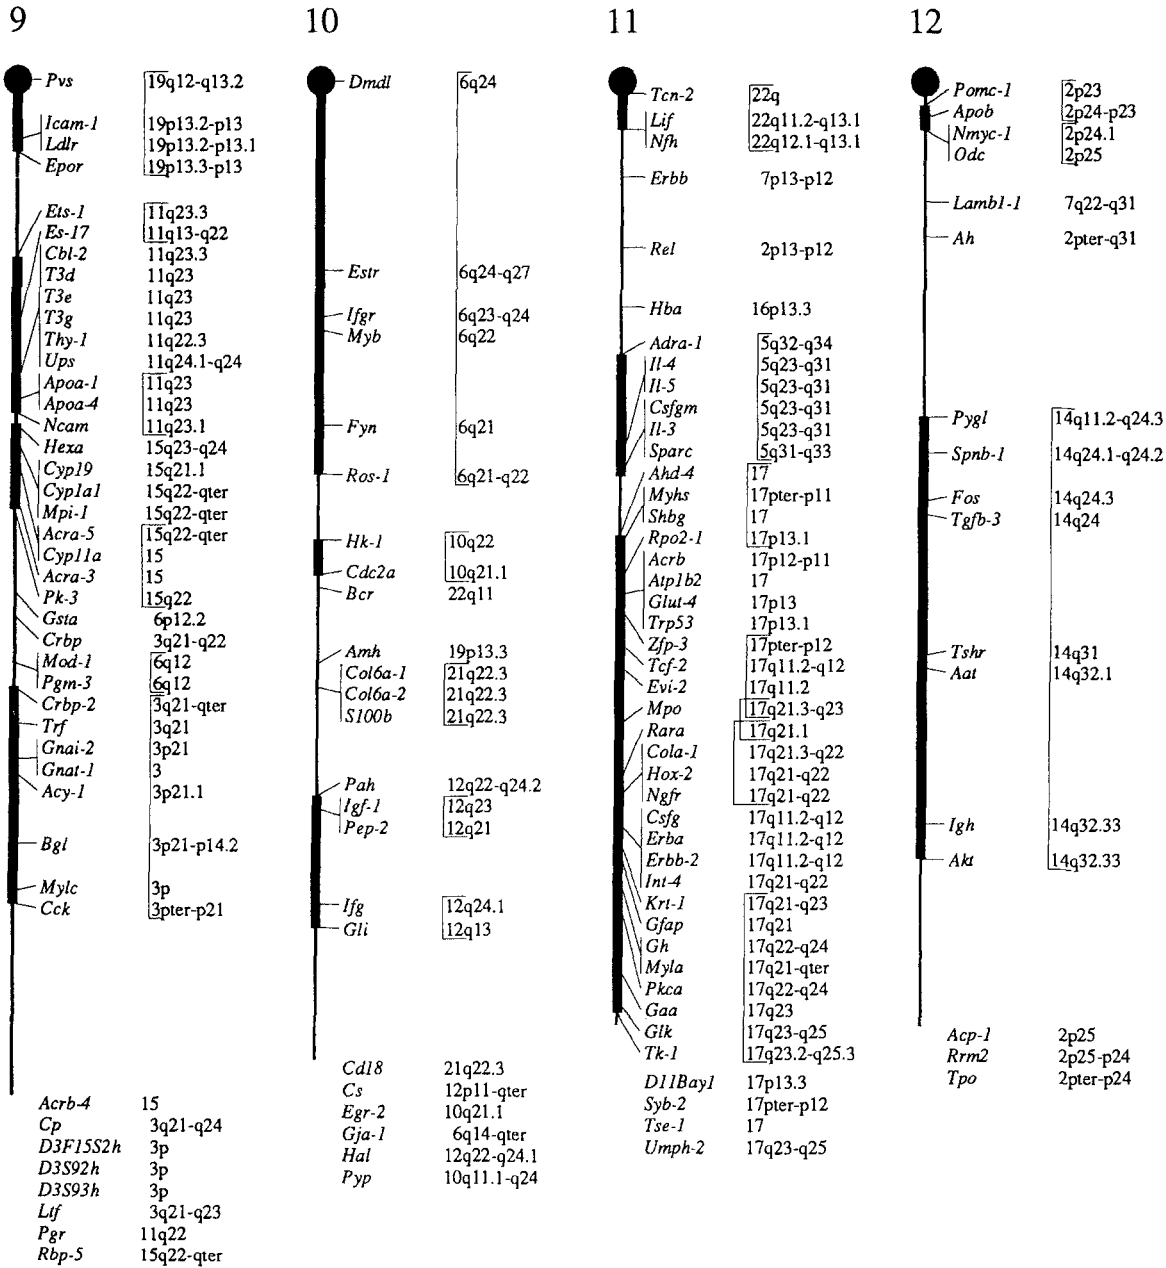 9
Pvs 19q12-q13.2
Icam-1 19p13.2-p13
Ldlr 19p13.2-p13.1
Epor 19p13.3-p13
Ets-1 11q23.3
Es-17 11q13-q22
Cbl-2 11q23.3
T3d 11q23
T3e 11q23
T3g 11q23
Thy-1 11q22.3
Ups 11q24.1-q24
Apoa-1 11q23
Apoa-4 11q23
Ncam 11q23.1
Hexa 15q23-q24
Cyp19 15q21.1
Cyp1a1 15q22-qter
Mpi-1 15q22-qter
Acra-5 15q22-qter
Cyp11a 15
Acra-3 15
Pk-3 15q22
Gsta 6p12.2
Crbp 3q21-q22
Mod-1 6q12
Pgm-3 6q12
Crbp-2 3q21-qter
Trf 3q21
Gnai-2 3p21
Gnat-1 3
Acy-1 3p21.1
Bgl 3p21-p14.2
Mylc 3p
Cck 3pter-p21
Acrb-4 15
Cp 3q21-q24
D3F15S2h 3p
D3S92h 3p
D3S93h 3p
Ltf 3q21-q23
Pgr 11q22
Rbp-5 15q22-qter
10
Dmdl 6q24
Estr 6q24-q27
Ifgr 6q23-q24
Myb 6q22
Fyn 6q21
Ros-1 6q21-q22
Hk-1 10q22
Cdc2a 10q21.1
Bcr 22q11
Amh 19p13.3
Col6a-1 21q22.3
Col6a-2 21q22.3
S100b 21q22.3
Pah 12q22-q24.2
Igf-1 12q23
Pep-2 12q21
Ifg 12q24.1
Gli 12q13
Cd18 21q22.3
Cs 12p11-qter
Egr-2 10q21.1
Gja-1 6q14-qter
Hal 12q22-q24.1
Pyp 10q11.1-q24
11
Tcn-2 22q
Lif 22q11.2-q13.1
Nfh 22q12.1-q13.1
Erbb 7p13-p12
Rel 2p13-p12
Hba 16p13.3
Adra-1 5q32-q34
Il-4 5q23-q31
Il-5 5q23-q31
Csfgm 5q23-q31
Il-3 5q23-q31
Sparc 5q31-q33
Ahd-4 17
Myhs 17pter-p11
Shbg 17
Rpo2-1 17p13.1
Acrb 17p12-p11
Atp1b2 17
Glut-4 17p13
Trp53 17p13.1
Zfp-3 17pter-p12
Tcf-2 17q11.2-q12
Evi-2 17q11.2
Mpo 17q21.3-q23
Rara 17q21.1
Cola-1 17q21.3-q22
Hox-2 17q21-q22
Ngfr 17q21-q22
Csfg 17q11.2-q12
Erba 17q11.2-q12
Erbb-2 17q11.2-q12
Int-4 17q21-q22
Krt-1 17q21-q23
Gfap 17q21
Gh 17q22-q24
Myla 17q21-qter
Pkca 17q22-q24
Gaa 17q23
Glk 17q23-q25
Tk-1 17q23.2-q25.3
D11Bay1 17p13.3
Syb-2 17pter-p12
Tse-1 17
Umph-2 17q23-q25
12
Pomc-1 2p23
Apob 2p24-p23
Nmyc-1 2p24.1
Odc 2p25
Lamb1-1 7q22-q31
Ah 2pter-q31
Pygl 14q11.2-q24.3
Spnb-1 14q24.1-q24.2
Fos 14q24.3
Tgfb-3 14q24
Tshr 14q31
Aat 14q32.1
Igh 14q32.33
Akt 14q32.33
Acp-1 2p25
Rrm2 2p25-p24
Tpo 2pter-p24